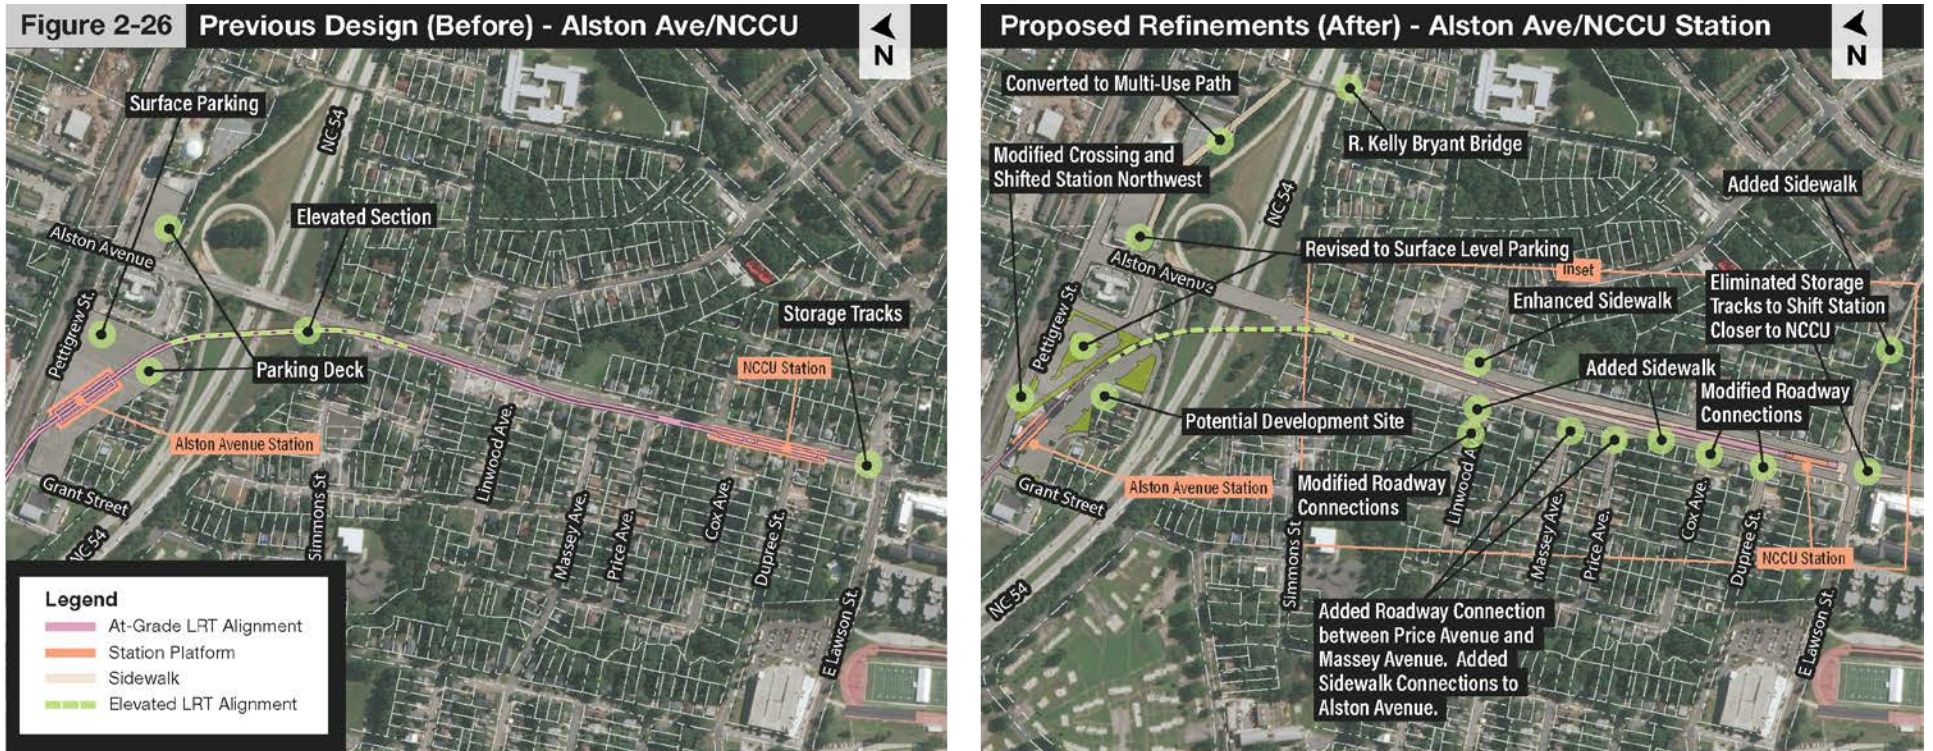 Figure 2-26
Previous Design (Before) - Alston Ave/NCCU
N
Surface Parking
NC 54
Elevated Section
Alston Avenue
Storage Tracks
Pettigrew St.
Parking Deck
NCCU Station
Alston Avenue Station
Grant Street
NC 54
Simmons St
Linwood Ave.
Massey Ave.
Price Ave.
Cox Ave.
Dupree St.
E Lawson St.
Legend
At-Grade LRT Alignment
Station Platform
Sidewalk
Elevated LRT Alignment
Proposed Refinements (After) - Alston Ave/NCCU Station
N
Converted to Multi-Use Path
R. Kelly Bryant Bridge
Modified Crossing and
Shifted Station Northwest
NC 54
Added Sidewalk
Revised to Surface Level Parking
Inset
Alston Avenue
Eliminated Storage
Tracks to Shift Station
Closer to NCCU
Enhanced Sidewalk
Pettigrew St.
Added Sidewalk
Modified Roadway
Connections
Potential Development Site
Alston Avenue Station
Grant Street
Modified Roadway
Connections
Linwood A
Massey Ave.
Price Ave.
Cox Ave.
Dupree St.
NCCU Station
Simmons St
NC 54
E Lawson St.
Added Roadway Connection
between Price Avenue and
Massey Avenue. Added
Sidewalk Connections to
Alston Avenue.